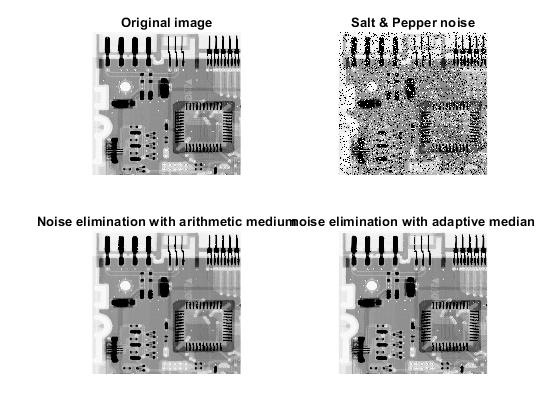 Original image
Salt & Pepper noise
Noise elimination with arithmetic medium
noise elimination with adaptive median